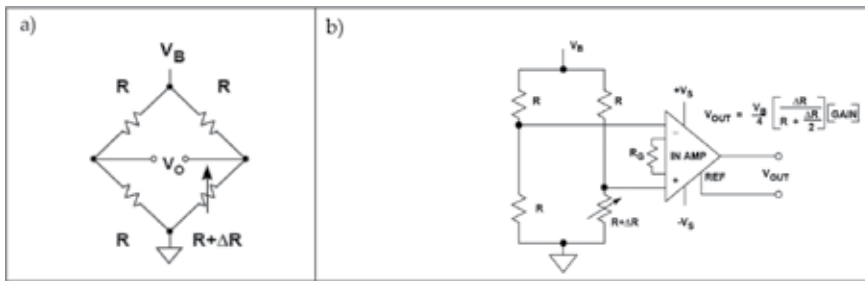 a)
V_B
R R
V_O
R R+ΔR
b)
V_B
R R
+V_S
V_OUT = V_B/4 [ΔR / (R + ΔR/2)] [GAIN]
−
R_G
IN AMP
+
REF
V_OUT
R
R+ΔR
-V_S